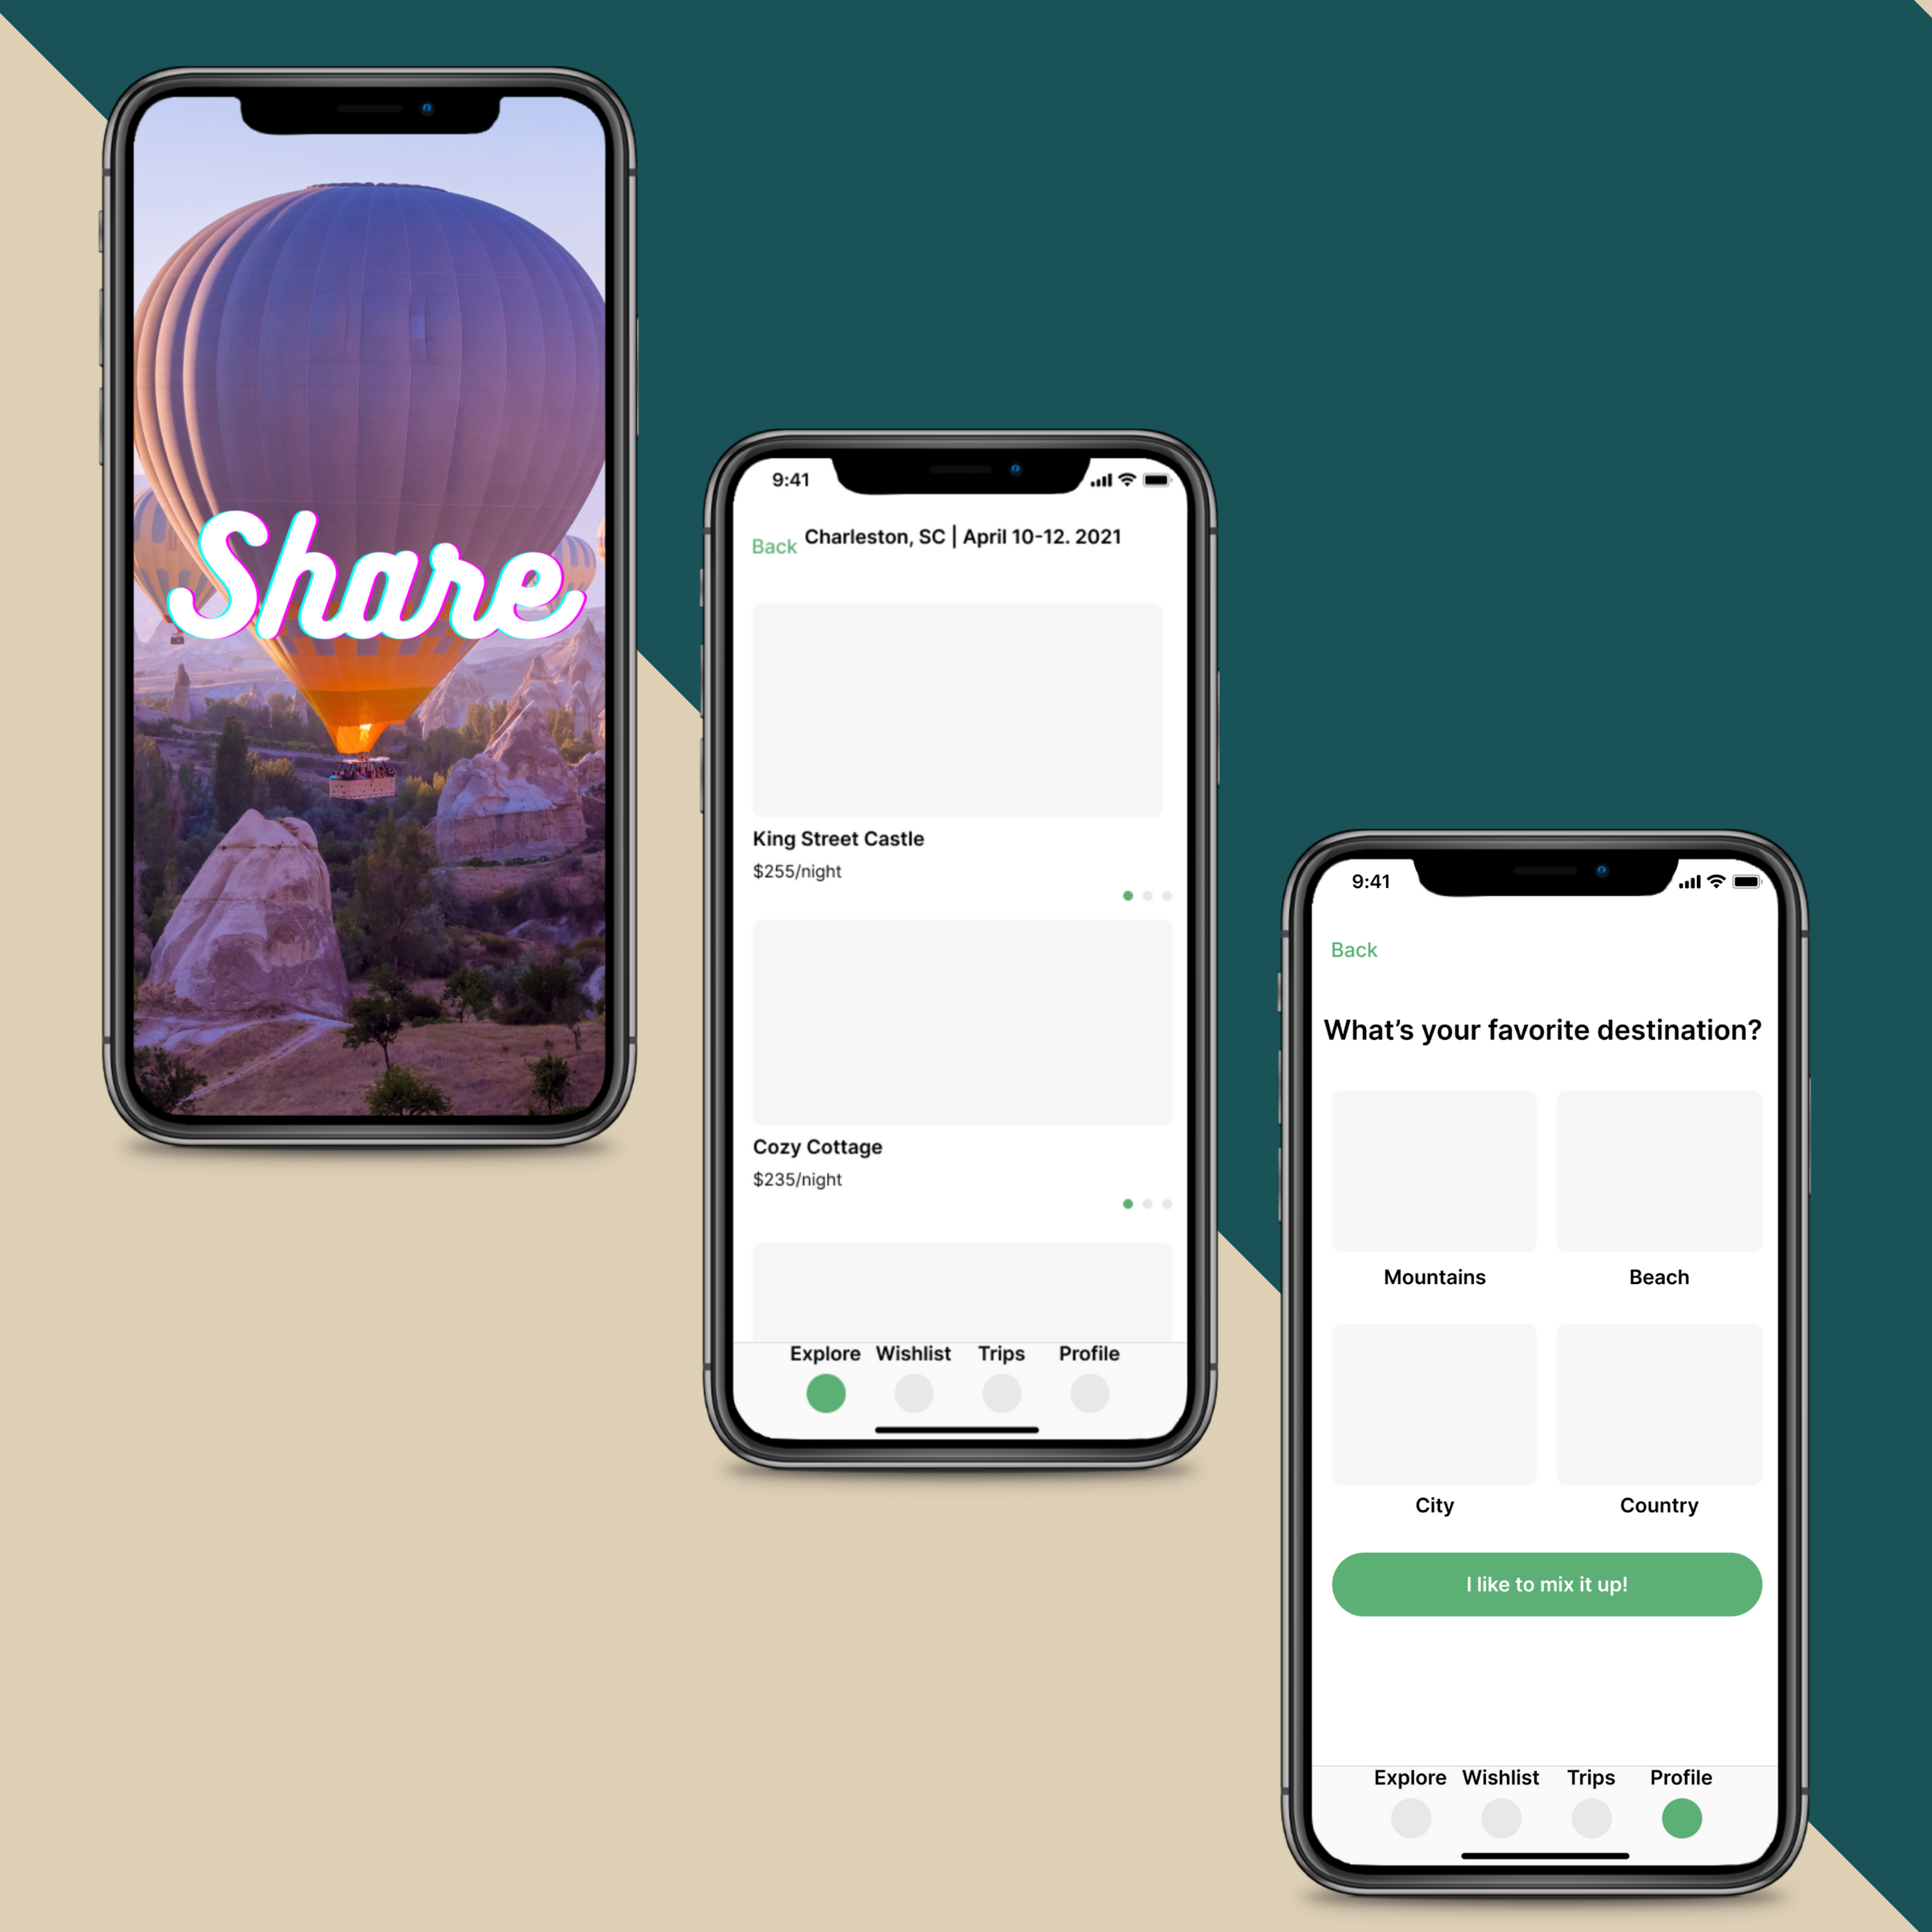 Share
9:41
Back Charleston, SC | April 10-12. 2021
King Street Castle
$255/night
Cozy Cottage
$235/night
Explore Wishlist Trips Profile
9:41
Back
What's your favorite destination?
Mountains Beach
City Country
I like to mix it up!
Explore Wishlist Trips Profile